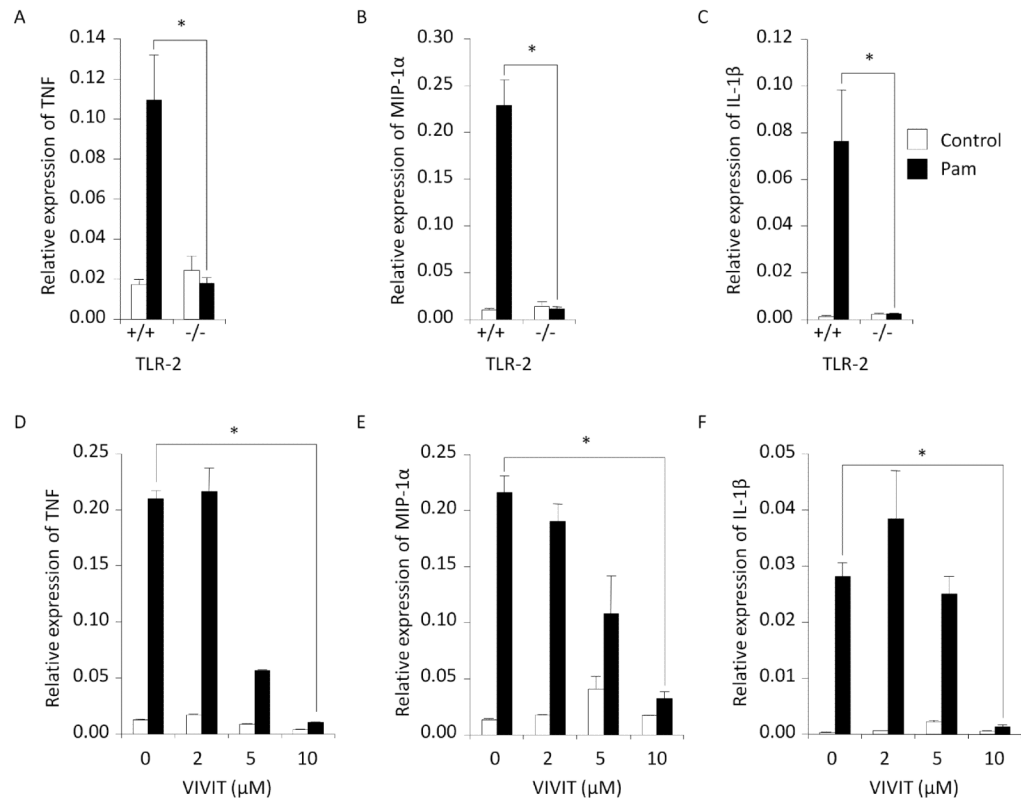 A
B
C
Relative expression of TNF
0.14
0.12
0.10
0.08
0.06
0.04
0.02
0.00
*
+/+
-/-
TLR-2
Relative expression of MIP-1α
0.30
0.25
0.20
0.15
0.10
0.05
0.00
*
+/+
-/-
TLR-2
Relative expression of IL-1β
0.12
0.10
0.08
0.06
0.04
0.02
0.00
*
+/+
-/-
TLR-2
Control
Pam
D
E
F
Relative expression of TNF
0.25
0.20
0.15
0.10
0.05
0.00
*
0 2 5 10
VIVIT (µM)
Relative expression of MIP-1α
0.25
0.20
0.15
0.10
0.05
0.00
*
0 2 5 10
VIVIT (µM)
Relative expression of IL-1β
0.05
0.04
0.03
0.02
0.01
0.00
*
0 2 5 10
VIVIT (µM)